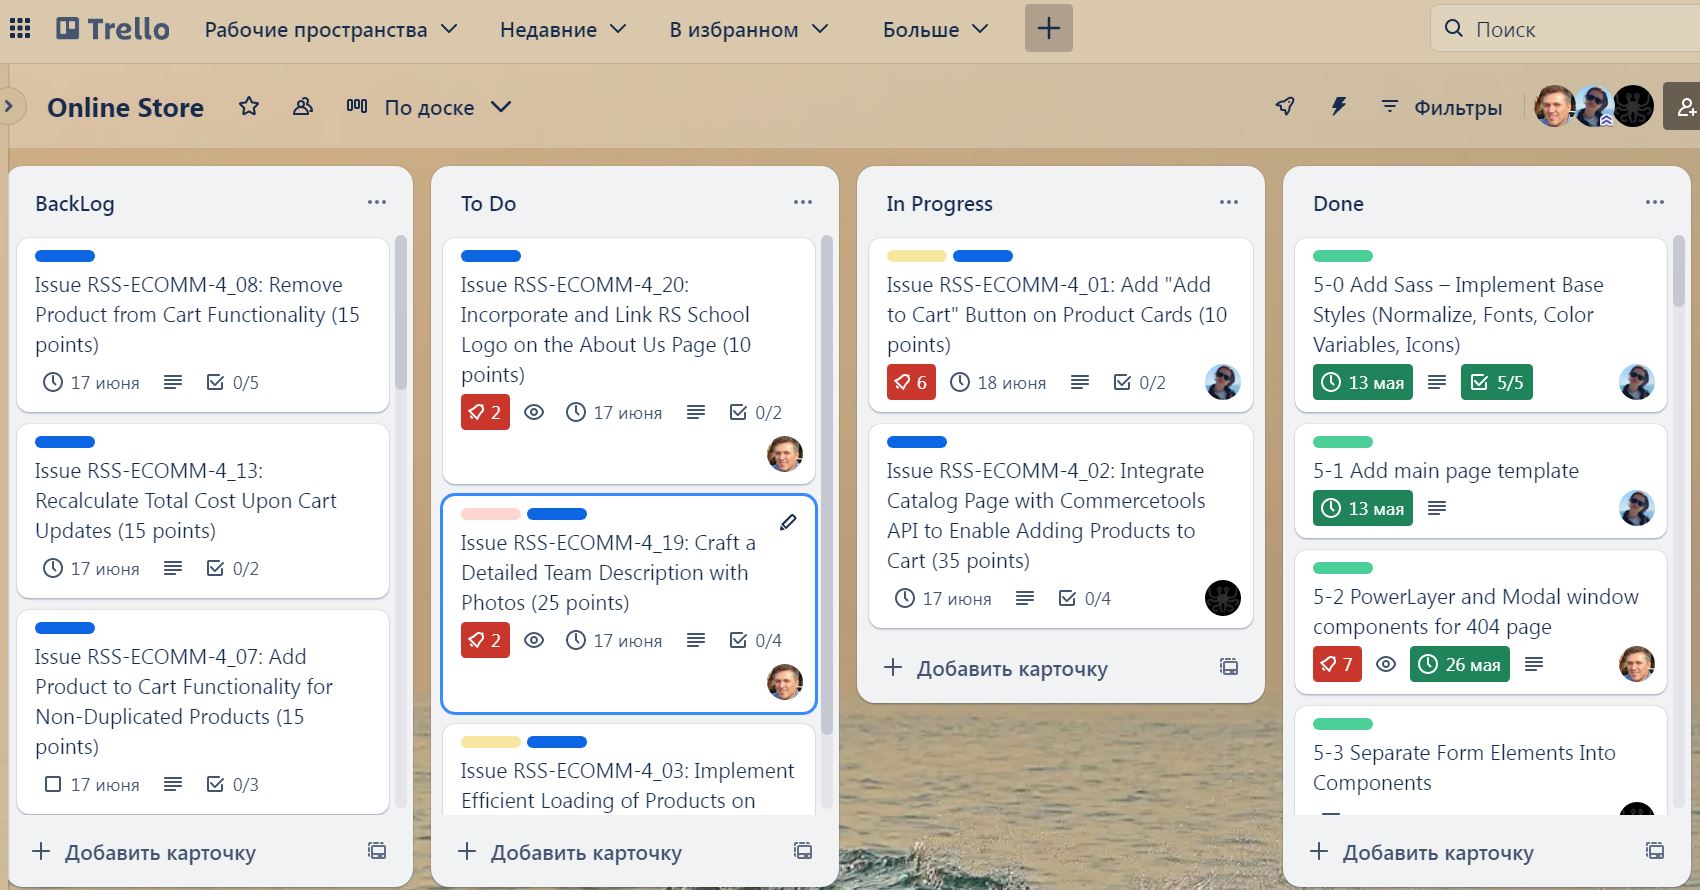 Trello
Рабочие пространства
Недавние
В избранном
Больше
Поиск
Online Store
По доске
Фильтры
BackLog
Issue RSS-ECOMM-4_08: Remove
Product from Cart Functionality (15
points)
17 июня
0/5
Issue RSS-ECOMM-4_13:
Recalculate Total Cost Upon Cart
Updates (15 points)
17 июня
0/2
Issue RSS-ECOMM-4_07: Add
Product to Cart Functionality for
Non-Duplicated Products (15
points)
17 июня
0/3
Добавить карточку
To Do
Issue RSS-ECOMM-4_20:
Incorporate and Link RS School
Logo on the About Us Page (10
points)
2
17 июня
0/2
Issue RSS-ECOMM-4_19: Craft a
Detailed Team Description with
Photos (25 points)
2
17 июня
0/4
Issue RSS-ECOMM-4_03: Implement
Efficient Loading of Products on
Добавить карточку
In Progress
Issue RSS-ECOMM-4_01: Add "Add
to Cart" Button on Product Cards (10
points)
6
18 июня
0/2
Issue RSS-ECOMM-4_02: Integrate
Catalog Page with Commercetools
API to Enable Adding Products to
Cart (35 points)
17 июня
0/4
Добавить карточку
Done
5-0 Add Sass – Implement Base
Styles (Normalize, Fonts, Color
Variables, Icons)
13 мая
5/5
5-1 Add main page template
13 мая
5-2 PowerLayer and Modal window
components for 404 page
7
26 мая
5-3 Separate Form Elements Into
Components
Добавить карточку